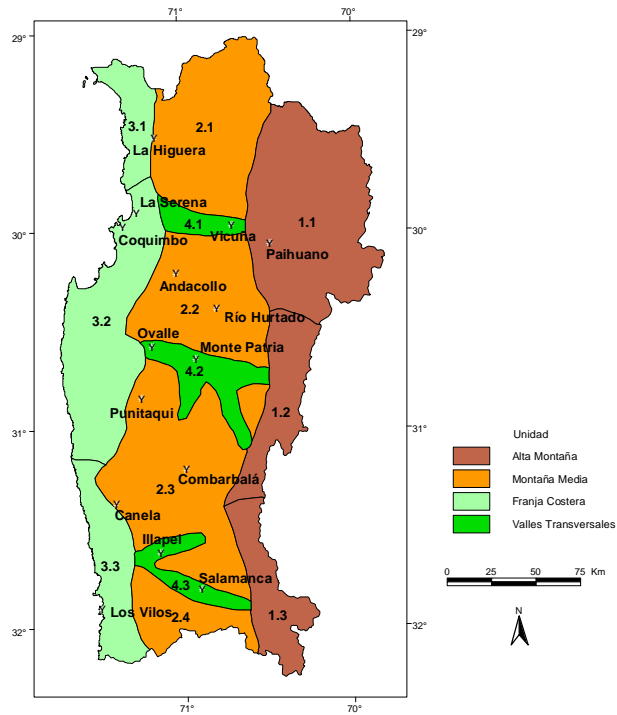 71°
70°
29°
29°
2.1
3.1
La Higuera
La Serena
1.1
4.1
Vicuña
30°
30°
Coquimbo
Paihuano
Andacollo
2.2
Río Hurtado
3.2
Ovalle
Monte Patria
4.2
1.2
Punitaqui
31°
31°
Unidad
Alta Montaña
Combarbalá
Montaña Media
2.3
Franja Costera
Canela
Valles Transversales
Illapel
3.3
Salamanca
4.3
0 25 50 75 Km
Los Vilos
2.4
1.3
N
32°
32°
71°
70°